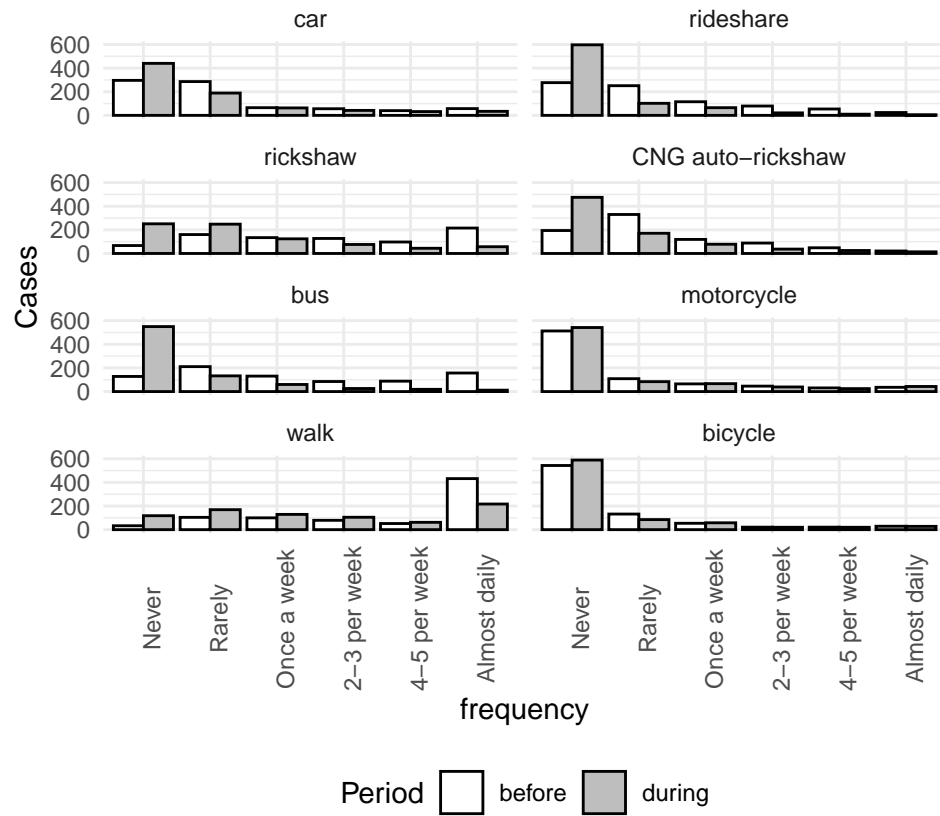 car
rideshare
600
400
200
0
rickshaw
CNG auto−rickshaw
600
400
200
0
bus
motorcycle
600
400
200
0
walk
bicycle
600
400
200
0
Cases
Never
Rarely
Once a week
2−3 per week
4−5 per week
Almost daily
Never
Rarely
Once a week
2−3 per week
4−5 per week
Almost daily
frequency
Period
before
during